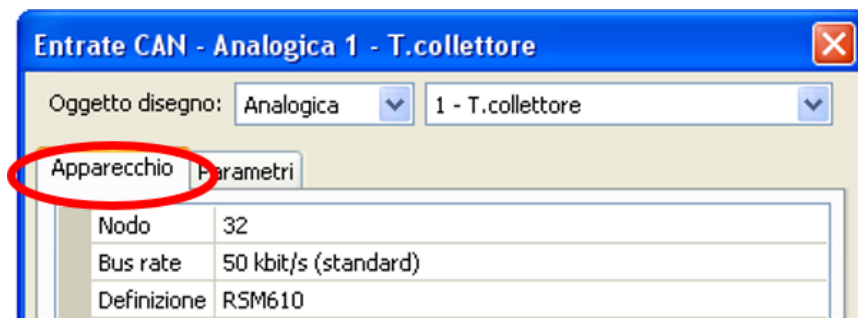 Entrate CAN - Analogica 1 - T.collettore
Oggetto disegno: Analogica 1 - T.collettore
Apparecchio Parametri
Nodo 32
Bus rate 50 kbit/s (standard)
Definizione RSM610